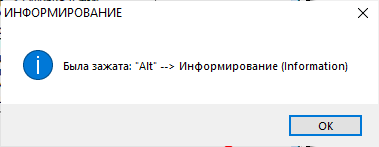 ИНФОРМИРОВАНИЕ
Была зажата: "Alt" --> Информирование (Information)
OK